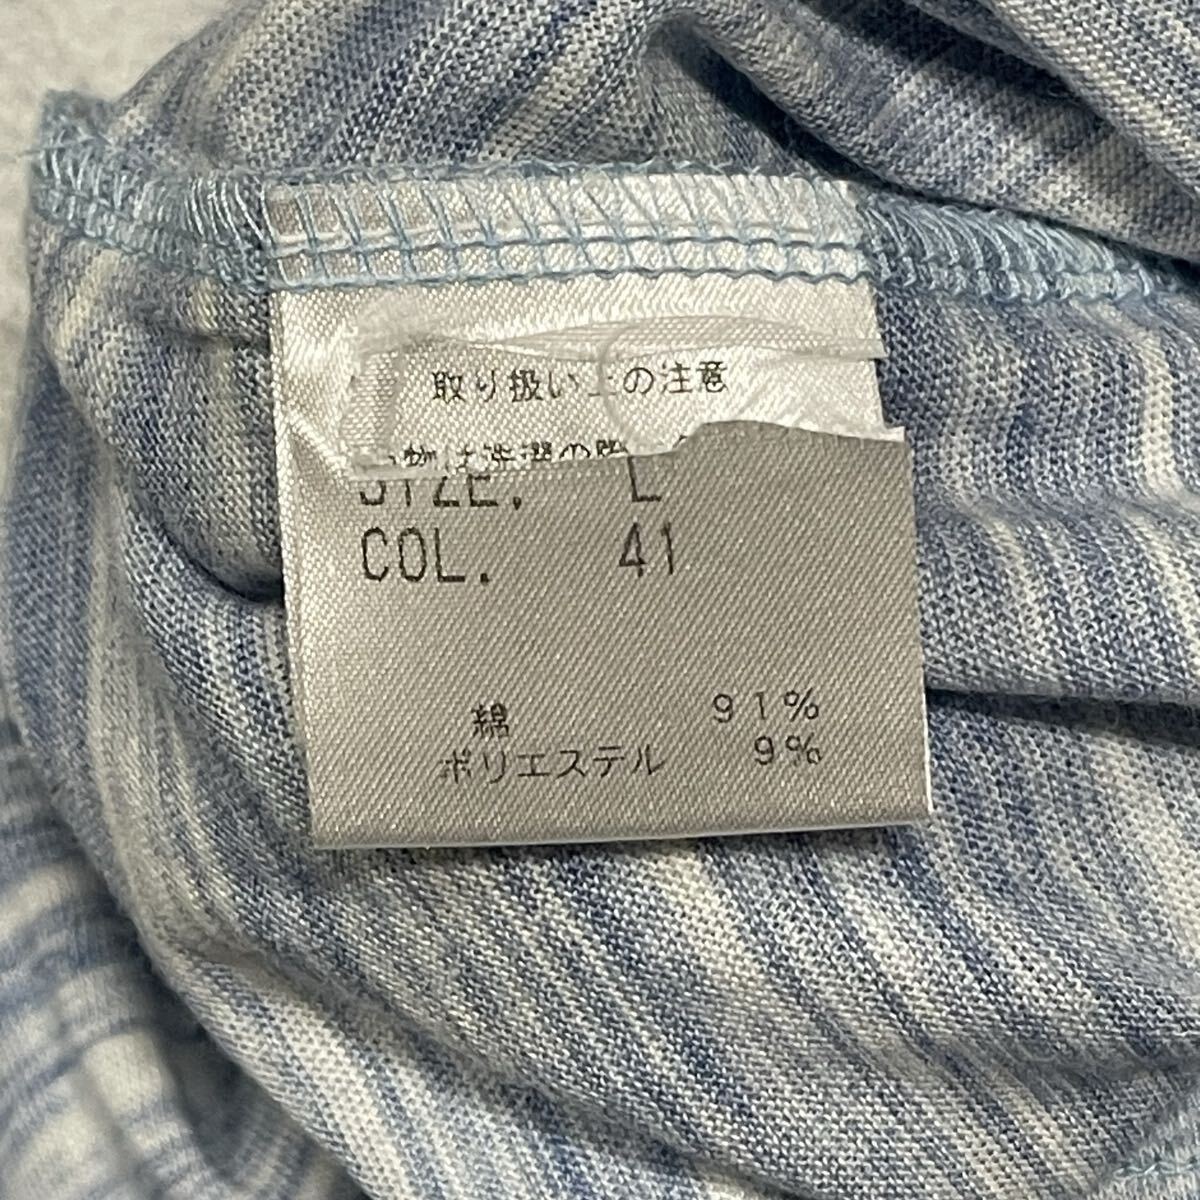 取り扱い上の注意
SIZE. L
COL. 41
綿 91%
ポリエステル 9%